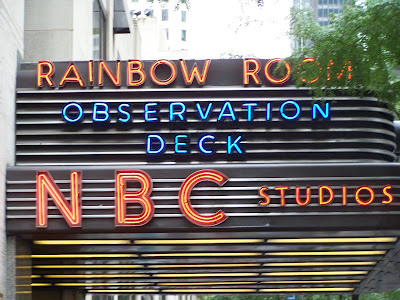 RAINBOW ROOM
OBSERVATION
DECK
NBC STUDIOS